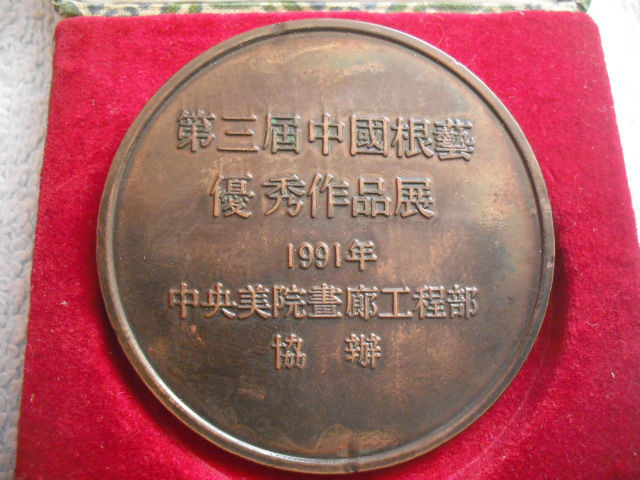 第三屆中國根藝
優秀作品展
1991年
中央美院畫廊工程部
協辦